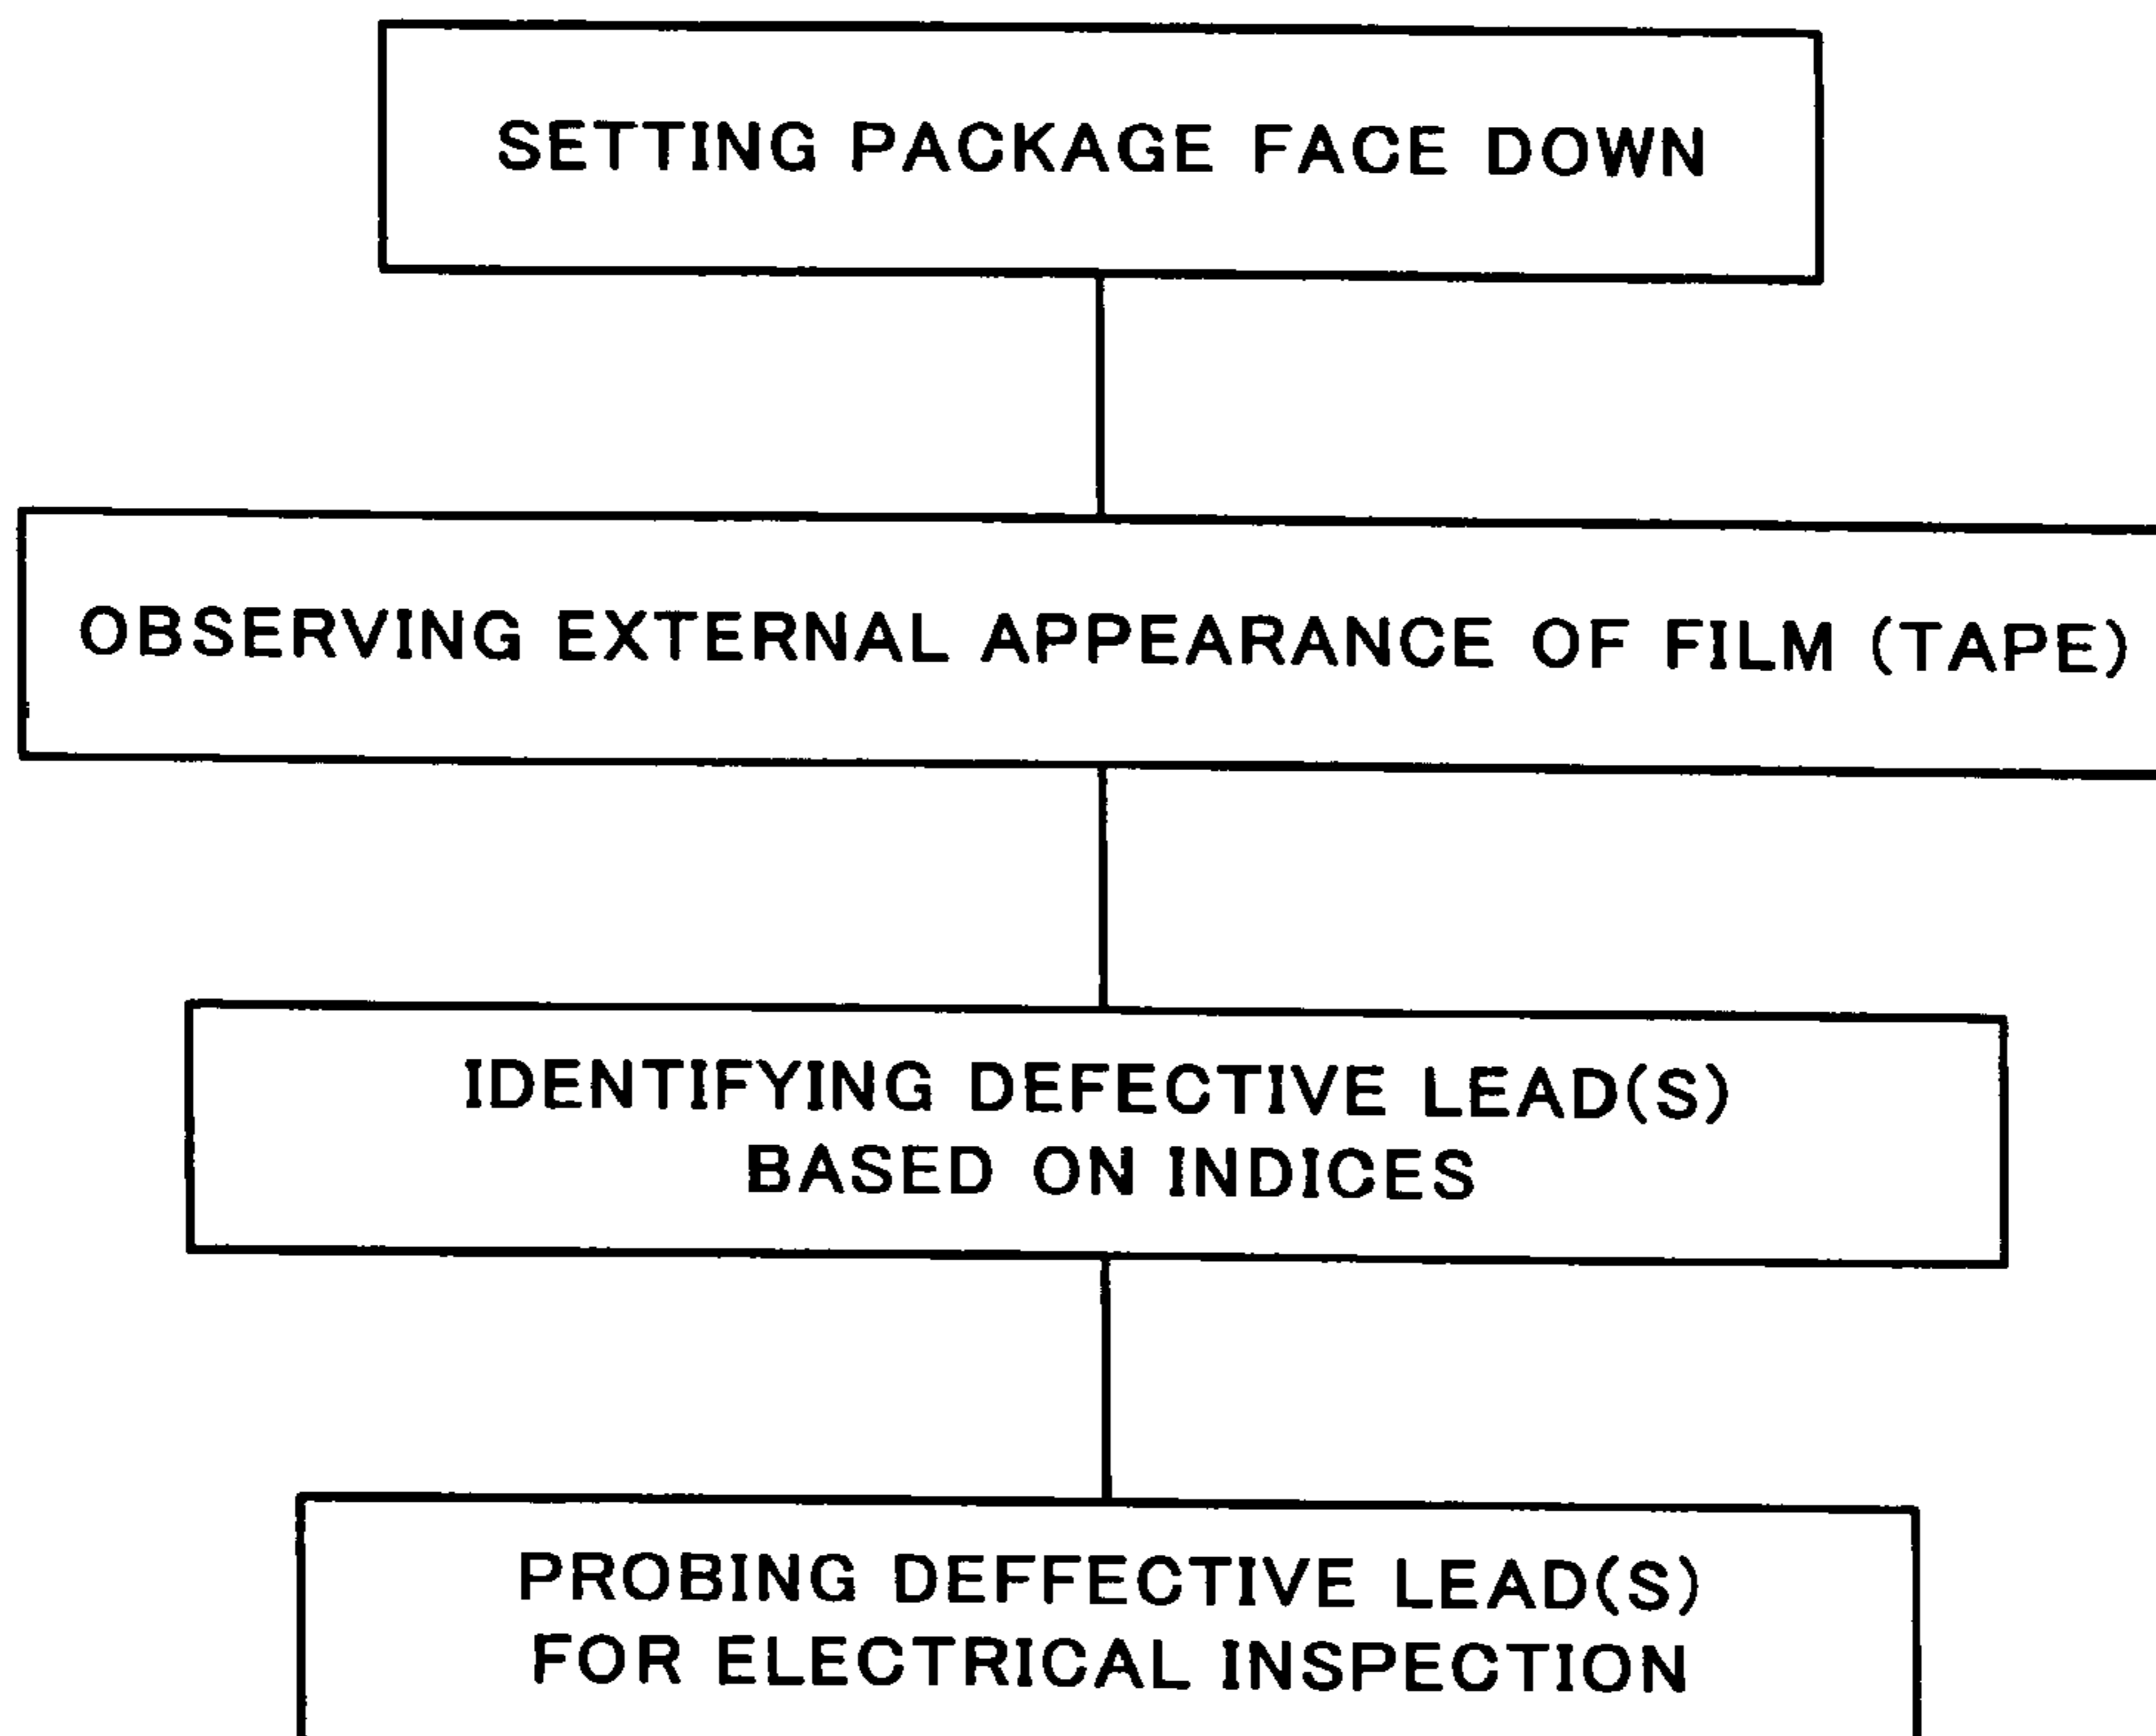 SETTING PACKAGE FACE DOWN
OBSERVING EXTERNAL APPEARANCE OF FILM (TAPE)
IDENTIFYING DEFECTIVE LEAD(S)
BASED ON INDICES
PROBING DEFFECTIVE LEAD(S)
FOR ELECTRICAL INSPECTION